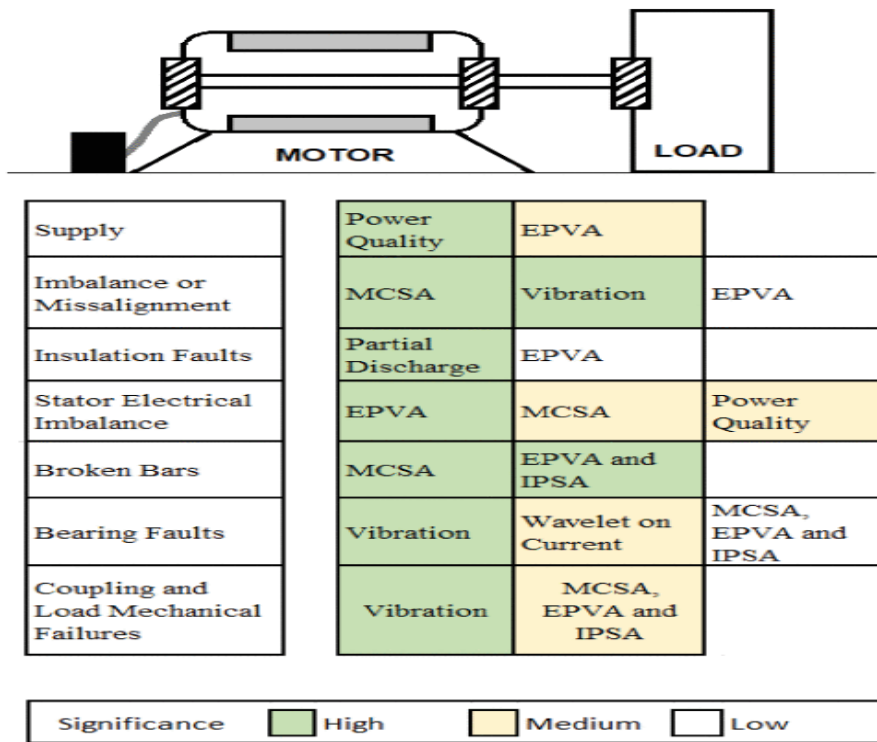 MOTOR
LOAD
Supply
Power
Quality
EPVA
Imbalance or
Missalignment
MCSA
Vibration
EPVA
Insulation Faults
Partial
Discharge
EPVA
Stator Electrical
Imbalance
EPVA
MCSA
Power
Quality
Broken Bars
MCSA
EPVA and
IPSA
Bearing Faults
Vibration
Wavelet on
Current
MCSA,
EPVA and
IPSA
Coupling and
Load Mechanical
Failures
Vibration
MCSA,
EPVA and
IPSA
Significance High Medium Low